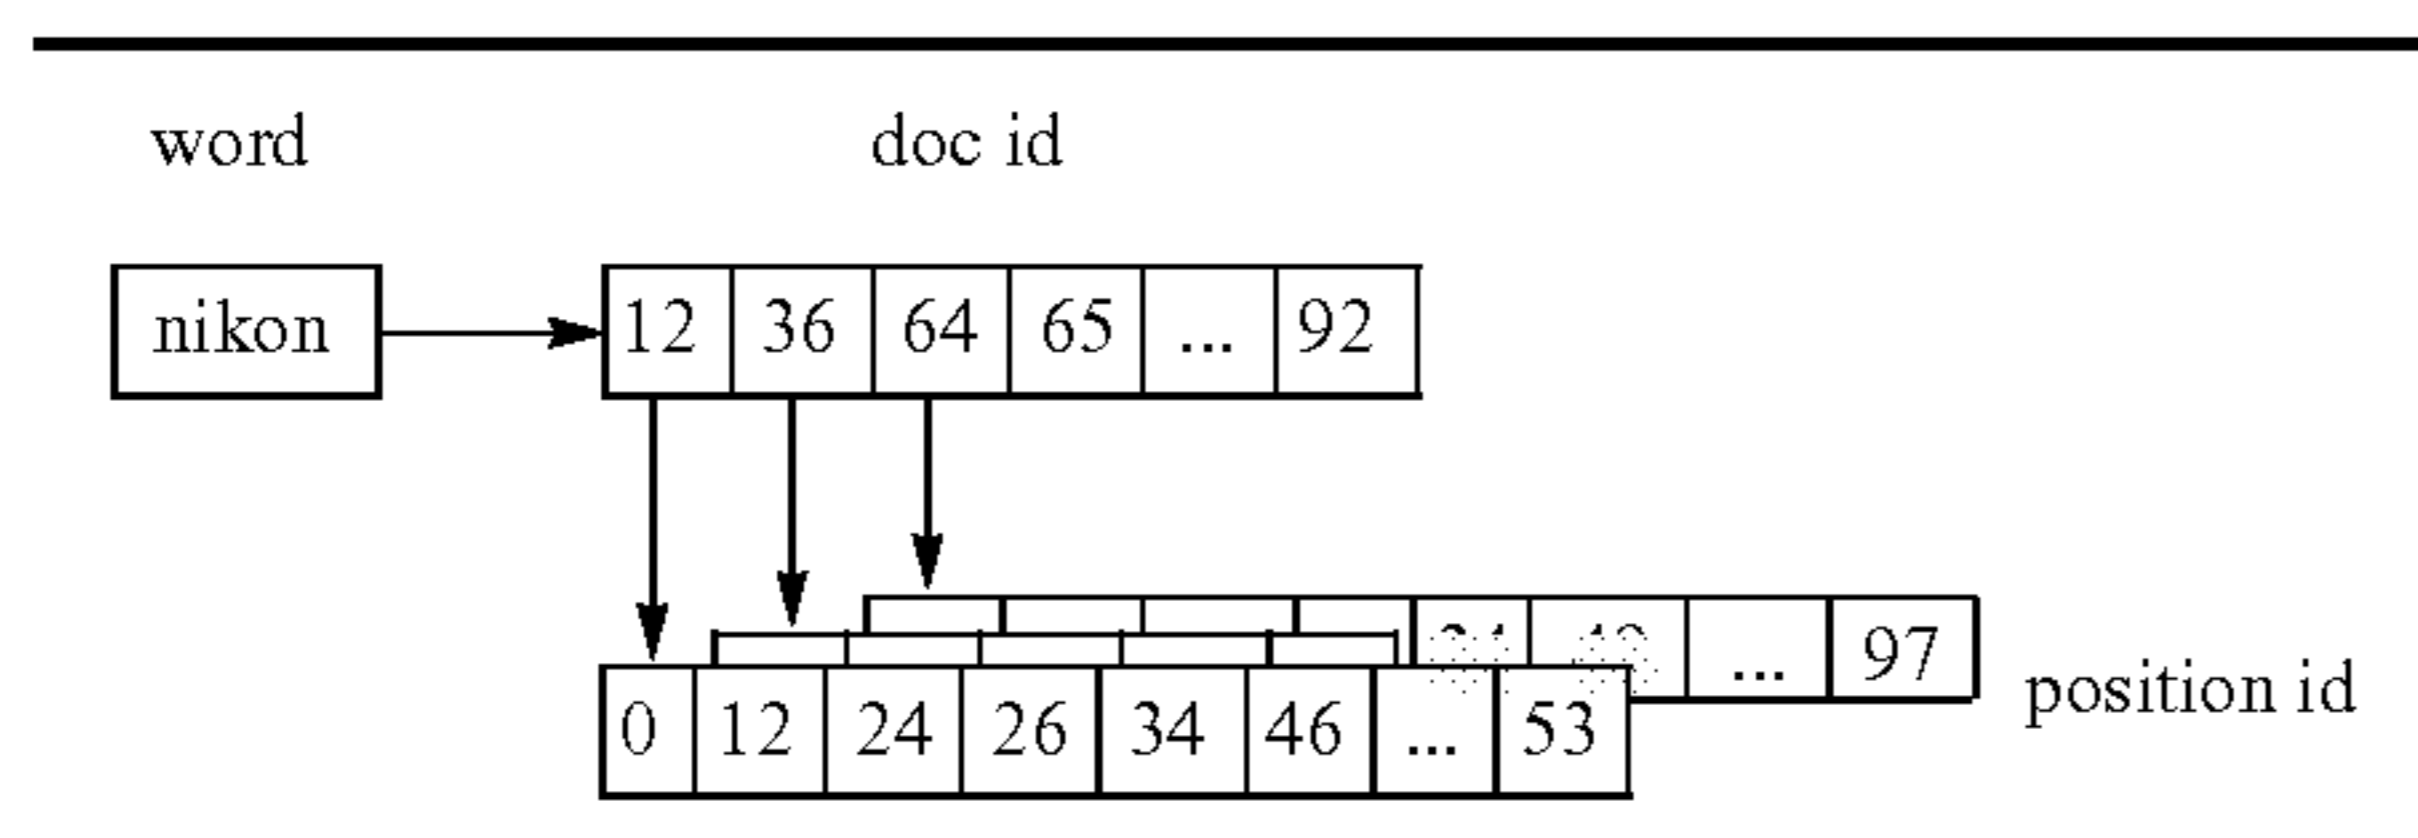 word doc id
nikon 12 36 64 65 ... 92
... 97
position id
0 12 24 26 34 46 ... 53